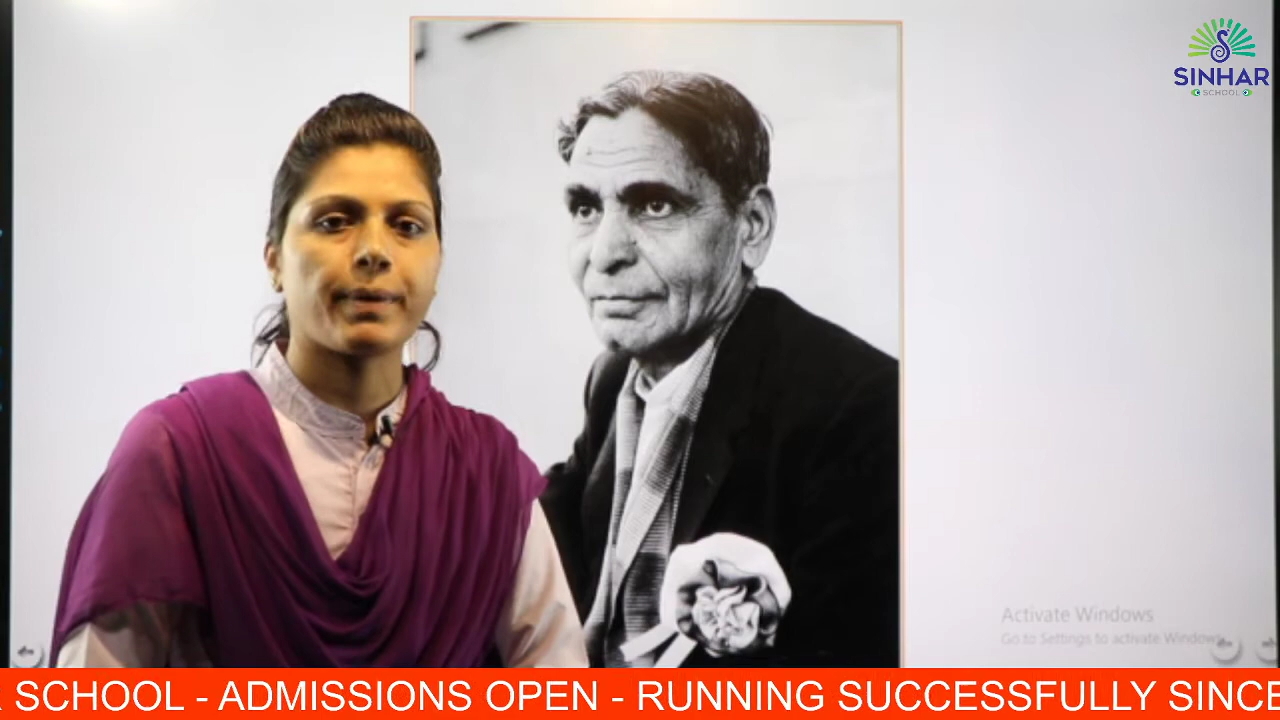 SINHAR
SCHOOL
Activate Windows
Go to Settings to activate Windows.
SCHOOL - ADMISSIONS OPEN - RUNNING SUCCESSFULLY SINCE